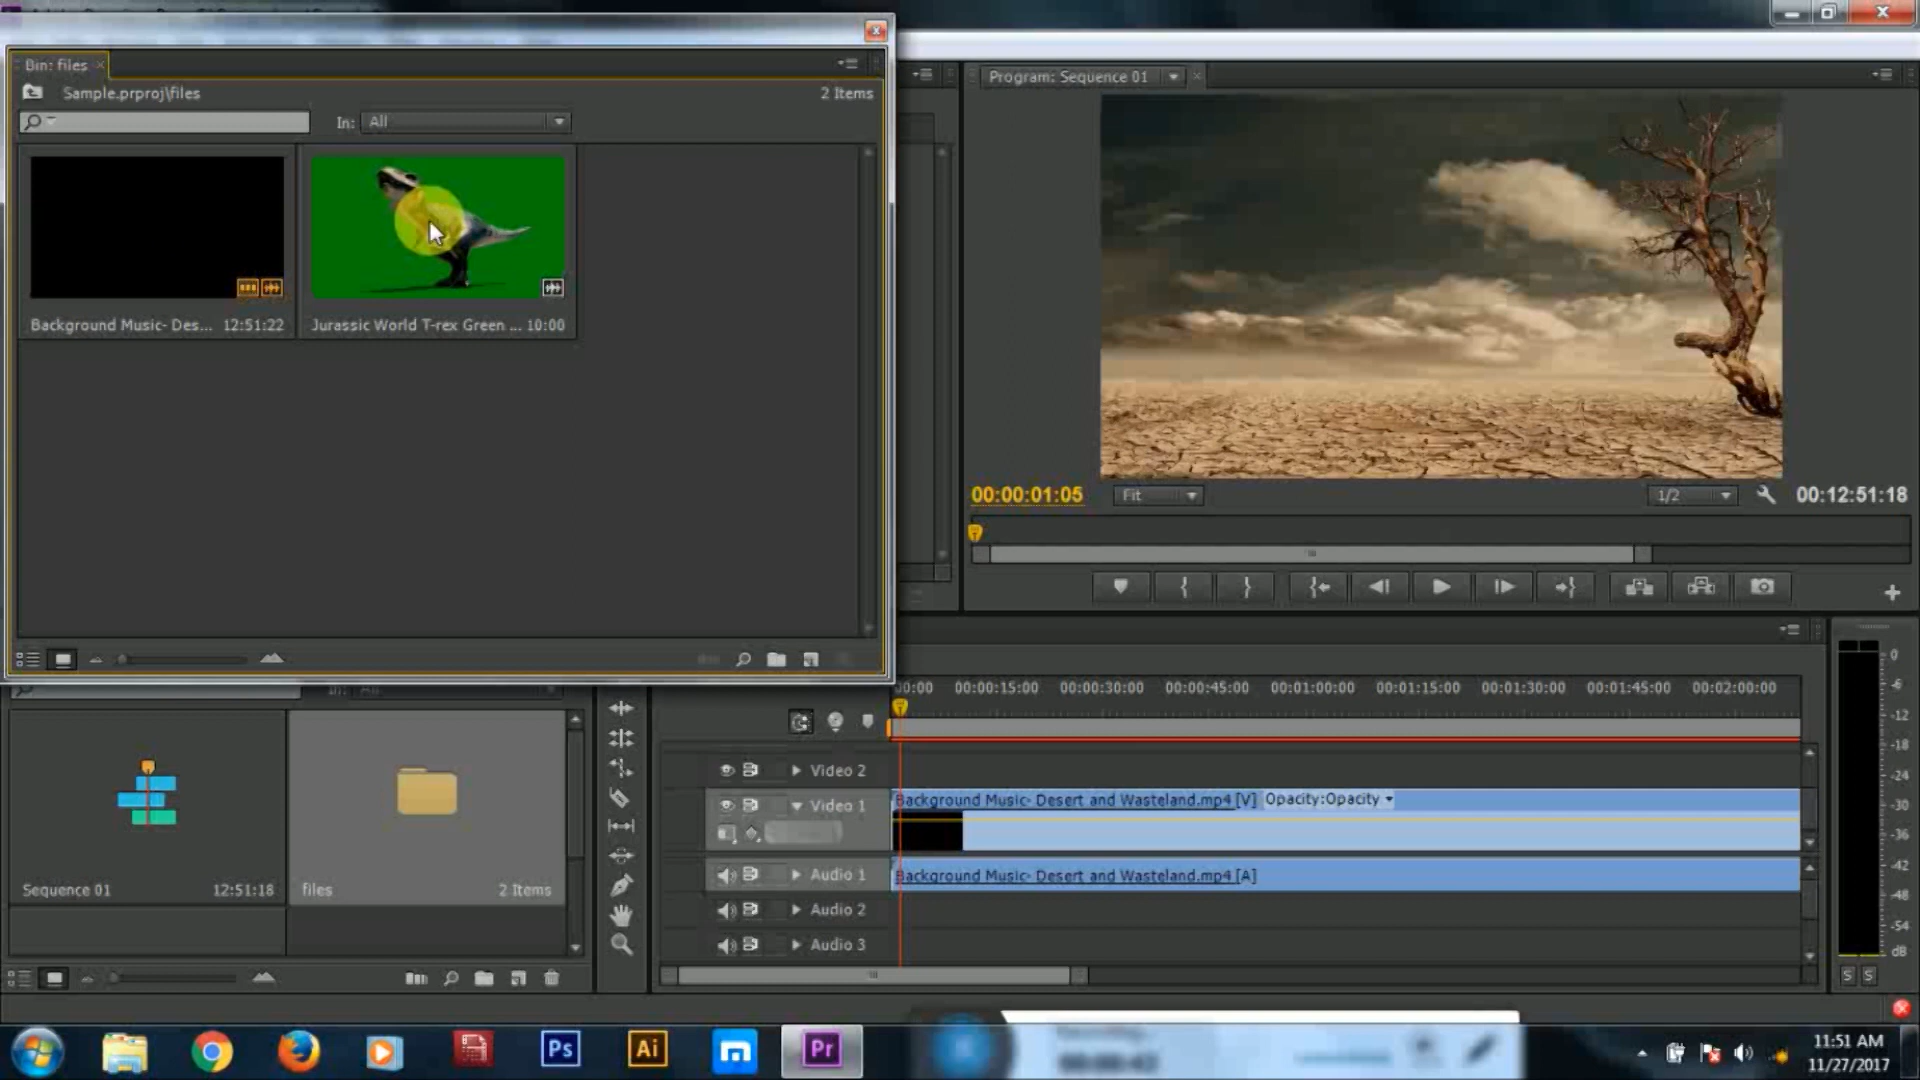 Bin: files
Sample.prproj\files
2 Items
In: All
Background Music- Des... 12:51:22
Jurassic World T-rex Green ... 10:00
Program: Sequence 01
00:00:01:05
Fit
1/2
00:12:51:18
In: All
Sequence 01 12:51:18
files 2 Items
00:00 00:00:15:00 00:00:30:00 00:00:45:00 00:01:00:00 00:01:15:00 00:01:30:00 00:01:45:00 00:02:00:00
Video 2
Video 1
Background Music- Desert and Wasteland.mp4 [V] Opacity:Opacity
Audio 1
Background Music- Desert and Wasteland.mp4 [A]
Audio 2
Audio 3
0
-6
-12
-18
-24
-30
-36
-42
-48
-54
dB
S S
Ps
Ai
m
Pr
11:51 AM
11/27/2017